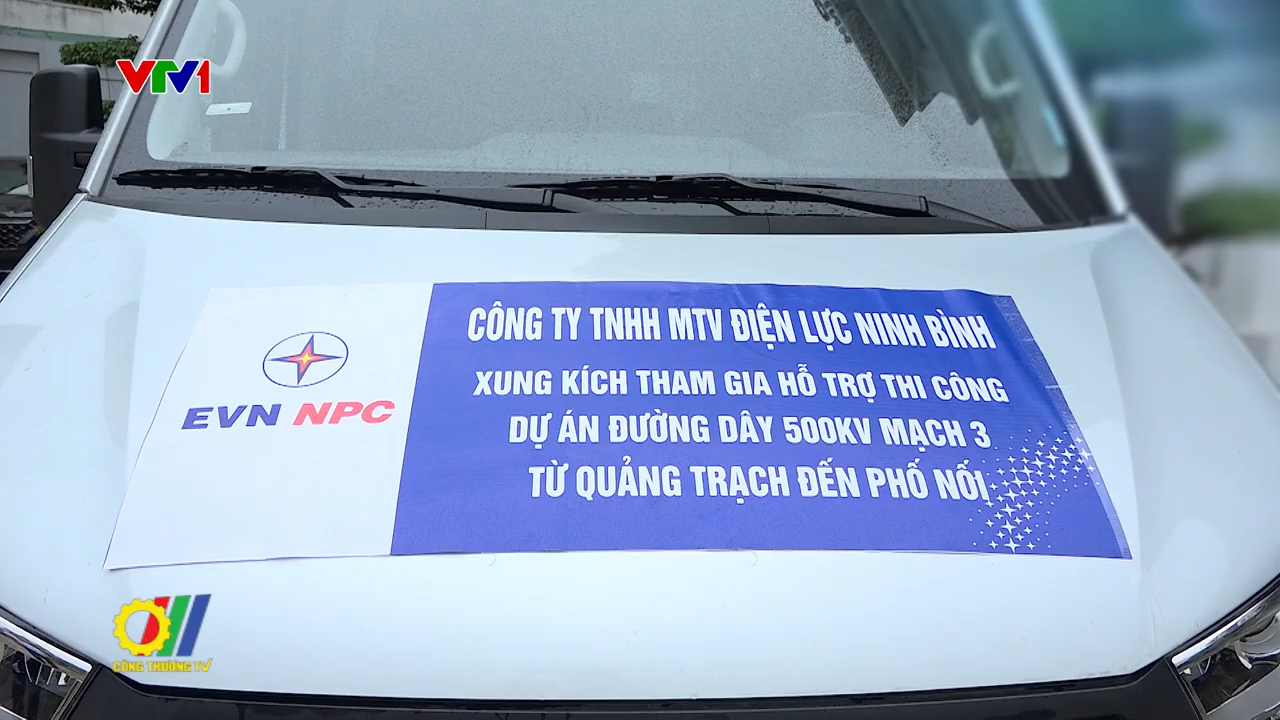 VTV1
CÔNG TY TNHH MTV ĐIỆN LỰC NINH BÌNH
XUNG KÍCH THAM GIA HỖ TRỢ THI CÔNG
DỰ ÁN ĐƯỜNG DÂY 500KV MẠCH 3
TỪ QUẢNG TRẠCH ĐẾN PHỐ NỐI
EVN NPC
CÔNG THƯƠNG TV